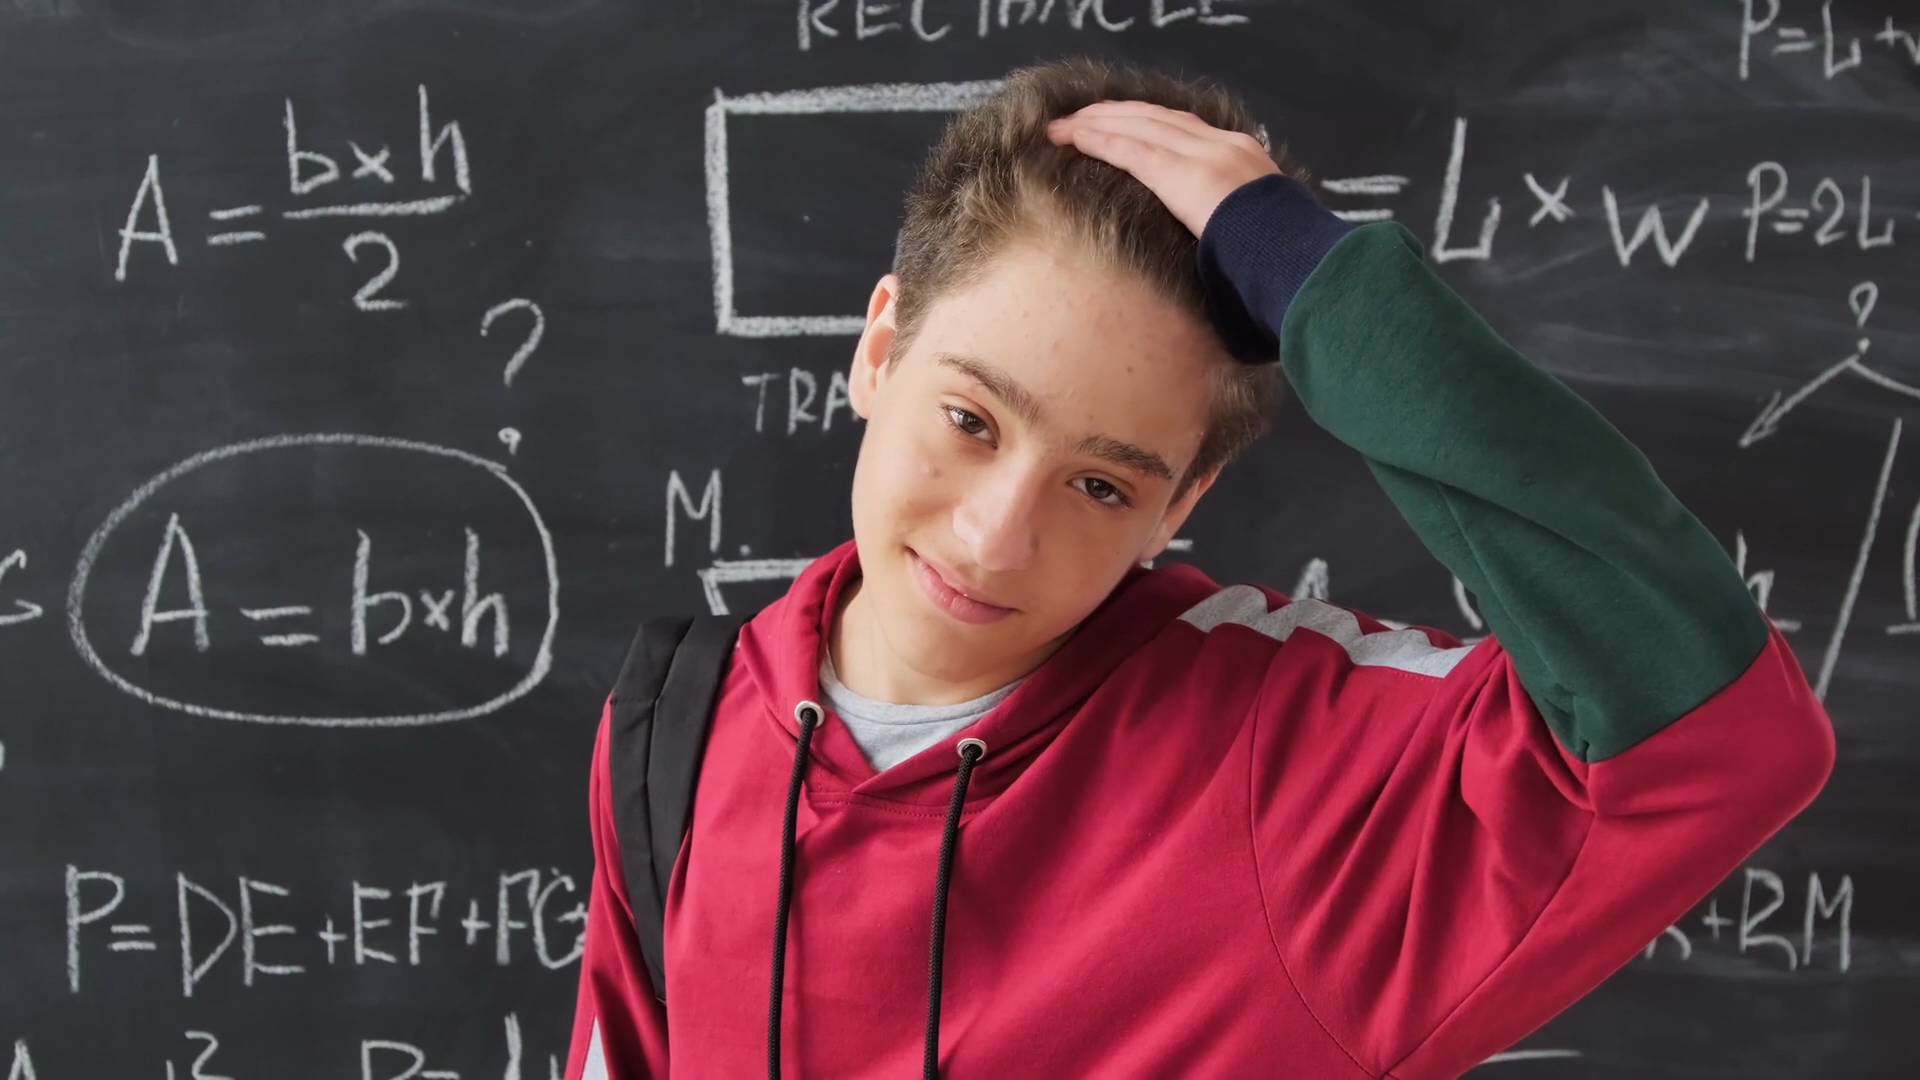 RECTANGLE
P=L+w
A = b×h
2
= L×w
P=2L
?
?
TRA
M
A = b×h
A
h
P=DE+EF+FG+
+RM